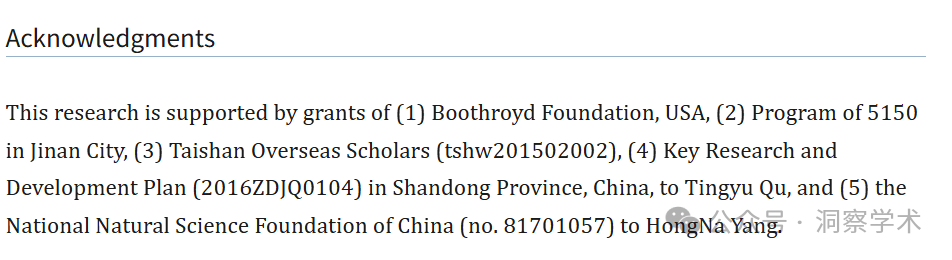 Acknowledgments
This research is supported by grants of (1) Boothroyd Foundation, USA, (2) Program of 5150
in Jinan City, (3) Taishan Overseas Scholars (tshw201502002), (4) Key Research and
Development Plan (2016ZDJQ0104) in Shandong Province, China, to Tingyu Qu, and (5) the
National Natural Science Foundation of China (no. 81701057) to HongNa Yang.
公众号 · 洞察学术